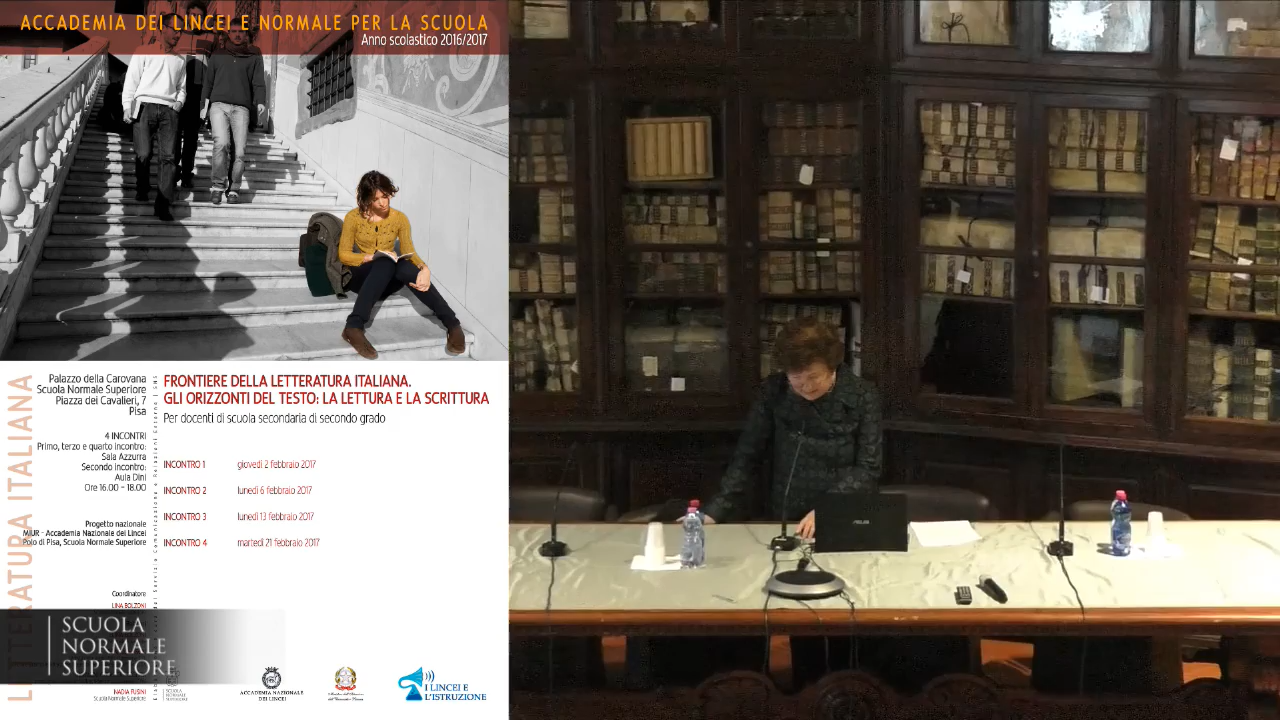 ACCADEMIA DEI LINCEI E NORMALE PER LA SCUOLA
Anno scolastico 2016/2017
LETTERATURA ITALIANA
Palazzo della Carovana
Scuola Normale Superiore
Piazza dei Cavalieri, 7
Pisa
4 INCONTRI
Primo, terzo e quarto incontro:
Sala Azzurra
Secondo incontro:
Aula Dini
Ore 16.00 - 18.00
Progetto nazionale
MIUR - Accademia Nazionale dei Lincei
Polo di Pisa, Scuola Normale Superiore
Coordinatore
LINA BOLZONI
FRONTIERE DELLA LETTERATURA ITALIANA.
GLI ORIZZONTI DEL TESTO: LA LETTURA E LA SCRITTURA
Per docenti di scuola secondaria di secondo grado
INCONTRO 1 giovedì 2 febbraio 2017
INCONTRO 2 lunedì 6 febbraio 2017
INCONTRO 3 lunedì 13 febbraio 2017
INCONTRO 4 martedì 21 febbraio 2017
SCUOLA
NORMALE
SUPERIORE
NADIA FUSINI
Scuola Normale Superiore
SCUOLA
NORMALE
SUPERIORE
ACCADEMIA NAZIONALE
DEI LINCEI
I LINCEI E
L'ISTRUZIONE
ASUS